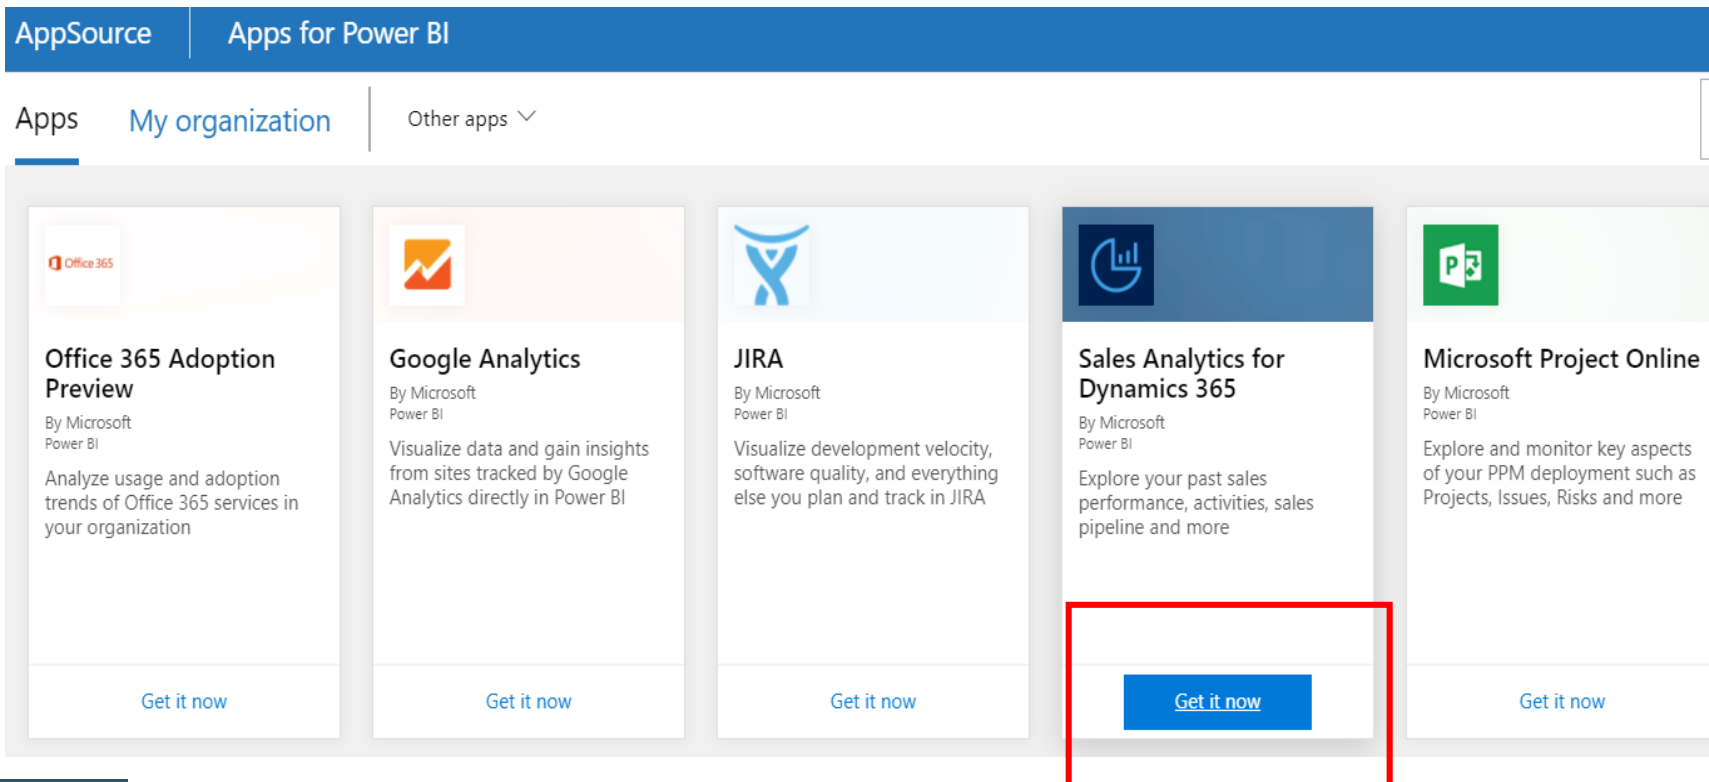 AppSource
Apps for Power BI
Apps
My organization
Other apps
Office 365
Office 365 Adoption
Preview
By Microsoft
Power BI
Analyze usage and adoption
trends of Office 365 services in
your organization
Get it now
Google Analytics
By Microsoft
Power BI
Visualize data and gain insights
from sites tracked by Google
Analytics directly in Power BI
Get it now
JIRA
By Microsoft
Power BI
Visualize development velocity,
software quality, and everything
else you plan and track in JIRA
Get it now
Sales Analytics for
Dynamics 365
By Microsoft
Power BI
Explore your past sales
performance, activities, sales
pipeline and more
Get it now
P
Microsoft Project Online
By Microsoft
Power BI
Explore and monitor key aspects
of your PPM deployment such as
Projects, Issues, Risks and more
Get it now